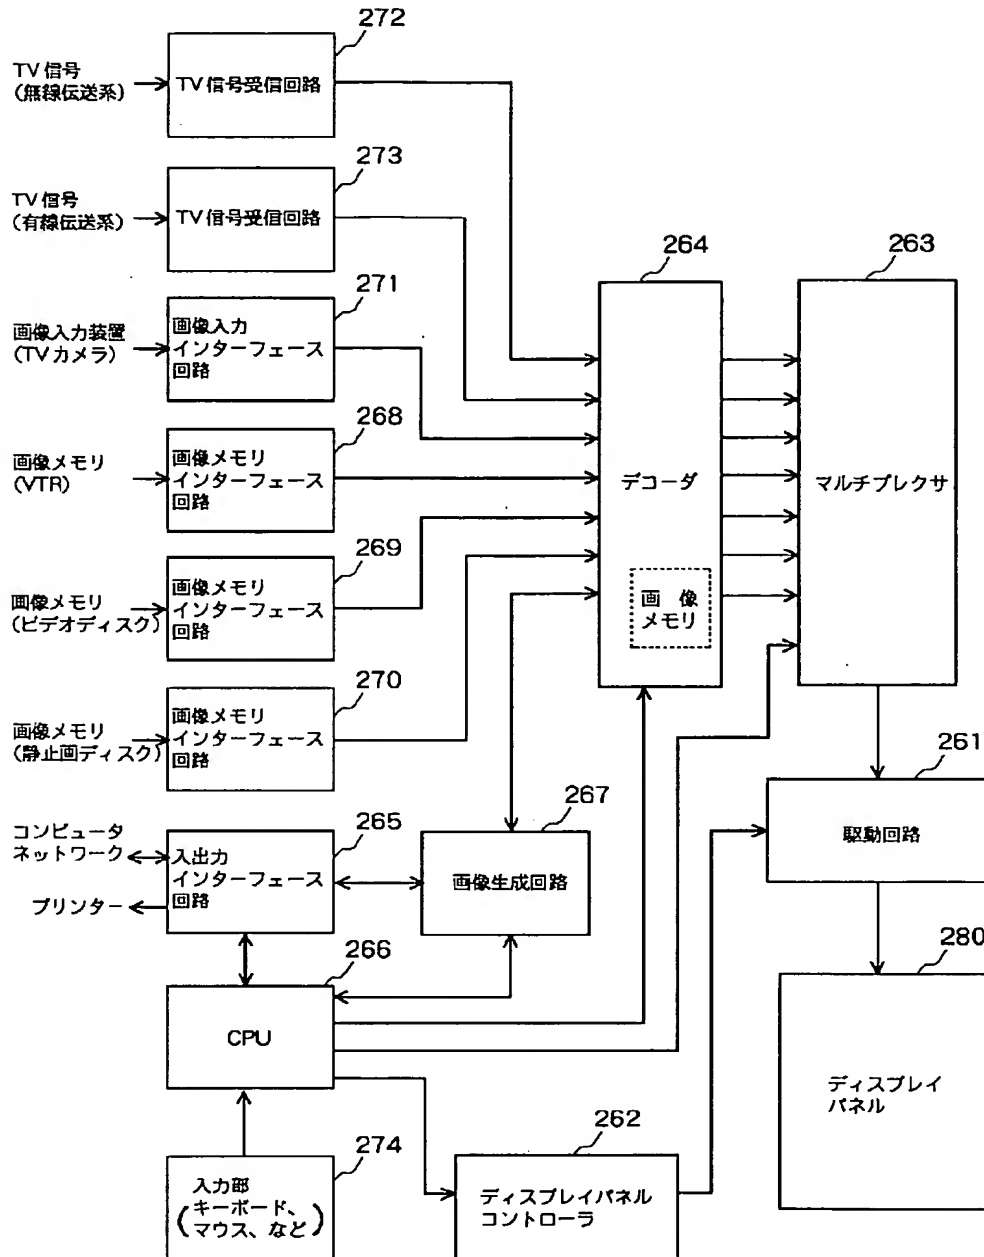 272
TV信号
(無線伝送系)
TV信号受信回路
273
TV信号
(有線伝送系)
TV信号受信回路
264
263
271
画像入力装置
(TVカメラ)
画像入力
インターフェース
回路
268
画像メモリ
(VTR)
画像メモリ
インターフェース
回路
デコーダ
マルチプレクサ
269
画像メモリ
(ビデオディスク)
画像メモリ
インターフェース
回路
画 像
メモリ
270
画像メモリ
(静止画ディスク)
画像メモリ
インターフェース
回路
261
駆動回路
267
画像生成回路
265
コンピュータ
ネットワーク
プリンター
入出力
インターフェース
回路
280
266
CPU
ディスプレイ
パネル
262
ディスプレイパネル
コントローラ
274
入力部
(キーボード、
マウス、など)